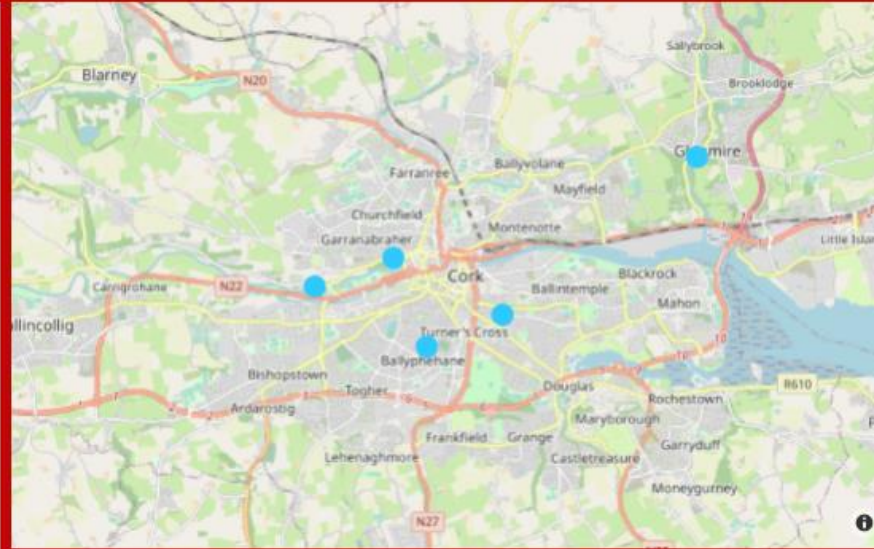 Sallybrook
Blarney
N20
Brooklodge
Ballyvolane
Farranree
Mayfield
Churchfield
Montenotte
Garranabraher
Little Islan
Cork
Blackrock
Carrigrohane
N22
Ballintemple
Mahon
allincollig
Turner's Cross
Ballyphehane
Bishopstown
Togher
Douglas
R610
Rochestown
Ardarostig
Maryborough
Frankfield
Grange
Garryduff
Lehenaghmore
Castletreasure
Moneygurney
N27